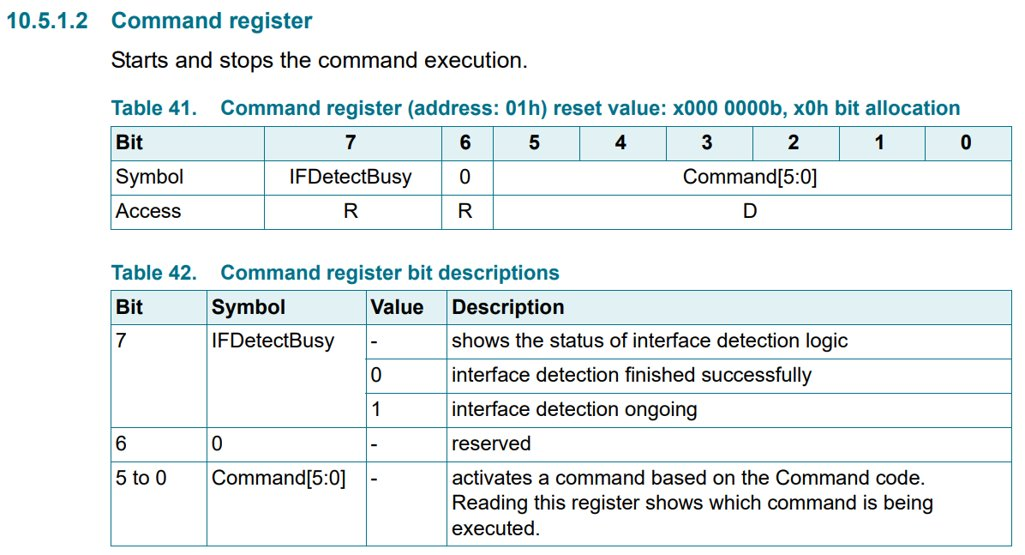 10.5.1.2 Command register
Starts and stops the command execution.
Table 41. Command register (address: 01h) reset value: x000 0000b, x0h bit allocation
Bit 7 6 5 4 3 2 1 0
Symbol IFDetectBusy 0 Command[5:0]
Access R R D
Table 42. Command register bit descriptions
Bit Symbol Value Description
7 IFDetectBusy - shows the status of interface detection logic
0 interface detection finished successfully
1 interface detection ongoing
6 0 - reserved
5 to 0 Command[5:0] - activates a command based on the Command code.
Reading this register shows which command is being
executed.